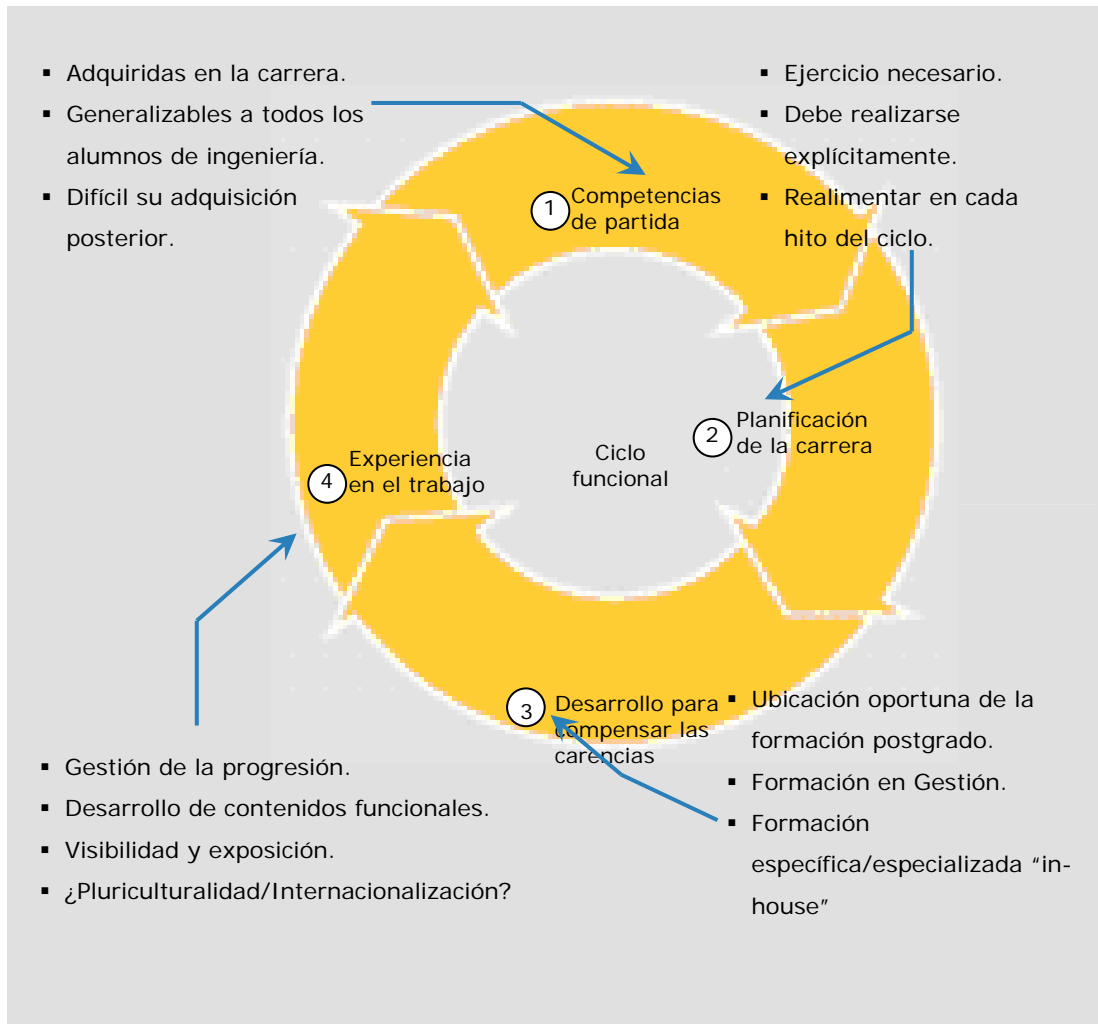 ▪ Adquiridas en la carrera.
▪ Generalizables a todos los
alumnos de ingeniería.
▪ Difícil su adquisición
posterior.
▪ Ejercicio necesario.
▪ Debe realizarse
explícitamente.
▪ Realimentar en cada
hito del ciclo.
1 Competencias
de partida
2 Planificación
de la carrera
Ciclo
funcional
4 Experiencia
en el trabajo
3 Desarrollo para
compensar las
carencias
▪ Ubicación oportuna de la
formación postgrado.
▪ Formación en Gestión.
▪ Formación
específica/especializada “in-
house”
▪ Gestión de la progresión.
▪ Desarrollo de contenidos funcionales.
▪ Visibilidad y exposición.
▪ ¿Pluriculturalidad/Internacionalización?